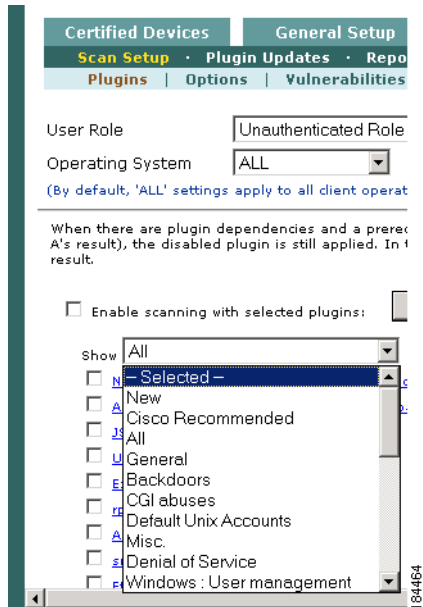 Certified Devices General Setup
Scan Setup · Plugin Updates · Repo
Plugins | Options | Vulnerabilities
User Role Unauthenticated Role
Operating System ALL
(By default, 'ALL' settings apply to all client operat
When there are plugin dependencies and a prerec
A's result), the disabled plugin is still applied. In t
result.
Enable scanning with selected plugins:
Show All
– Selected –
New
Cisco Recommended
All
General
Backdoors
CGI abuses
Default Unix Accounts
Misc.
Denial of Service
Windows : User management
184464